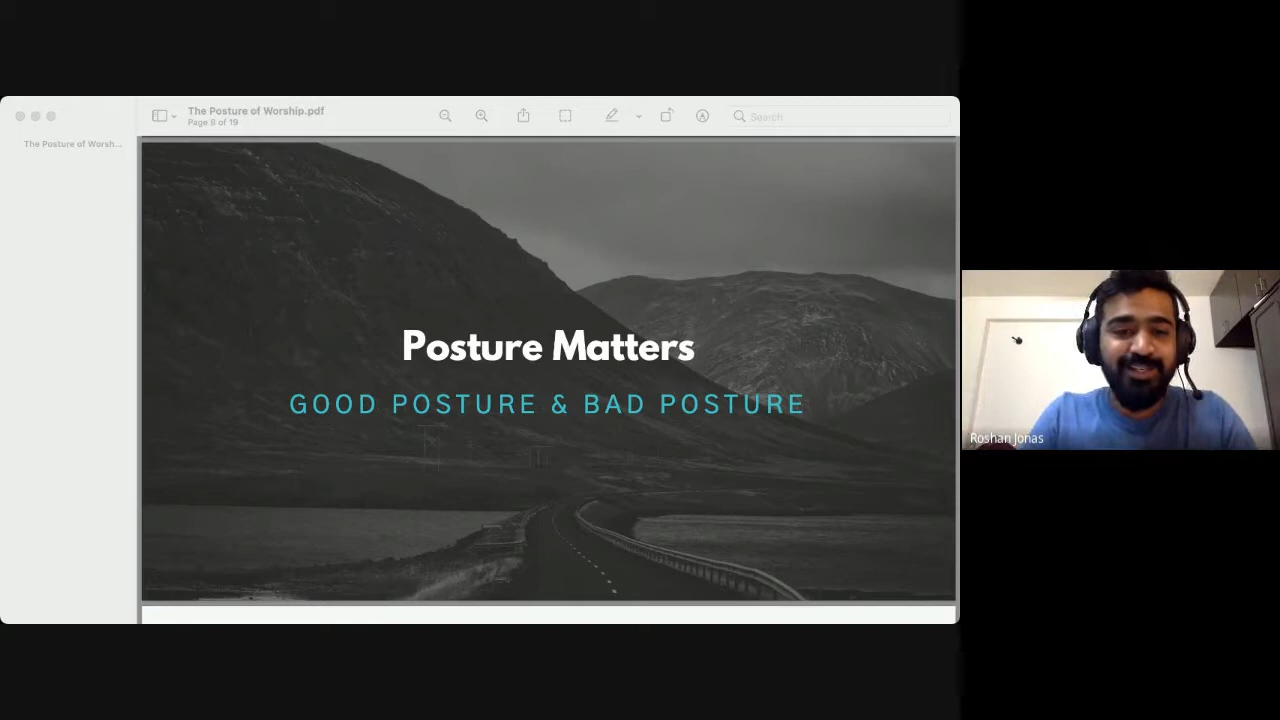 The Posture of Worship.pdf
Page 8 of 19
Search
The Posture of Worsh...
Posture Matters
GOOD POSTURE & BAD POSTURE
Roshan Jonas